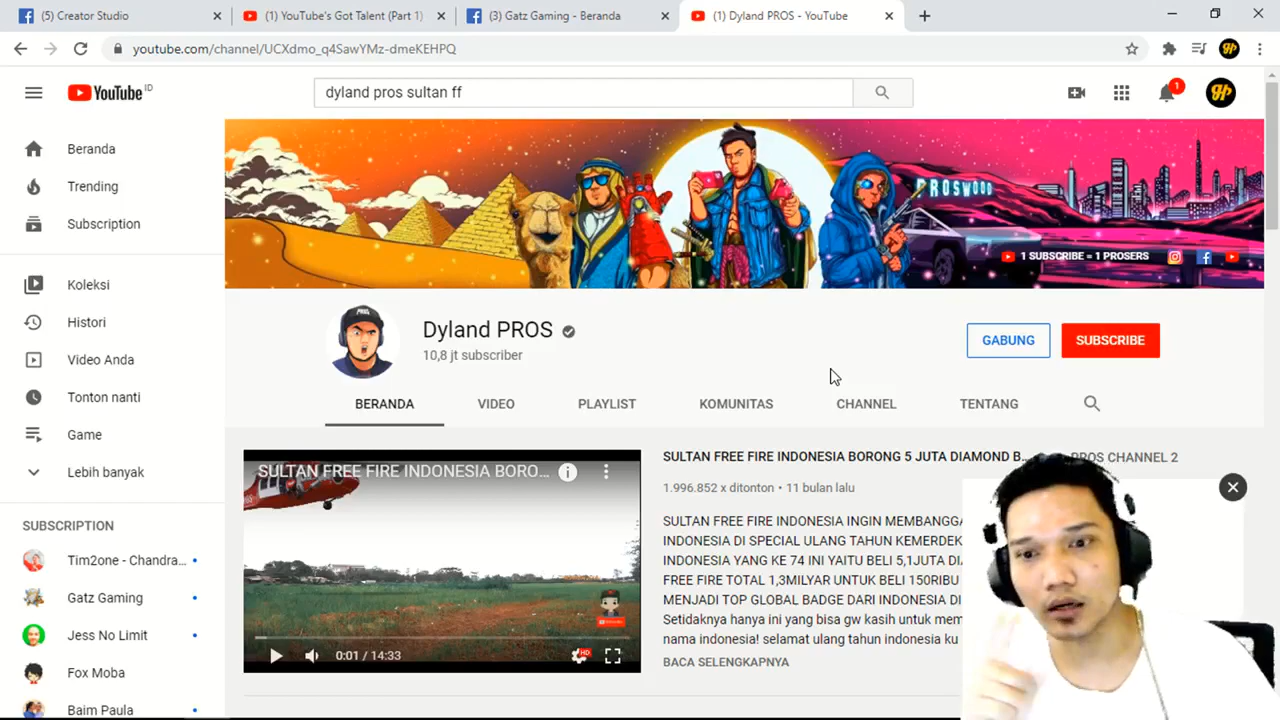 (5) Creator Studio
(1) YouTube's Got Talent (Part 1)
(3) Gatz Gaming - Beranda
(1) Dyland PROS - YouTube
youtube.com/channel/UCXdmo_q4SawYMz-dmeKEHPQ
YouTube ID
dyland pros sultan ff
1
Beranda
Trending
Subscription
Koleksi
Histori
Video Anda
Tonton nanti
Game
Lebih banyak
SUBSCRIPTION
Tim2one - Chandra...
Gatz Gaming
Jess No Limit
Fox Moba
Baim Paula
PROSWOOD
1 SUBSCRIBE = 1 PROSERS
Dyland PROS
10,8 jt subscriber
GABUNG
SUBSCRIBE
BERANDA
VIDEO
PLAYLIST
KOMUNITAS
CHANNEL
TENTANG
SULTAN FREE FIRE INDONESIA BORO...
0:01 / 14:33
HD
SULTAN FREE FIRE INDONESIA BORONG 5 JUTA DIAMOND B...
PROS CHANNEL 2
1.996.852 x ditonton • 11 bulan lalu
SULTAN FREE FIRE INDONESIA INGIN MEMBANGGA
INDONESIA DI SPECIAL ULANG TAHUN KEMERDEK
INDONESIA YANG KE 74 INI YAITU BELI 5,1JUTA D
FREE FIRE TOTAL 1,3MILYAR UNTUK BELI 150RIBU
MENJADI TOP GLOBAL BADGE DARI INDONESIA D
Setidaknya hanya ini yang bisa gw kasih untuk mem
nama indonesia! selamat ulang tahun indonesia ku
BACA SELENGKAPNYA